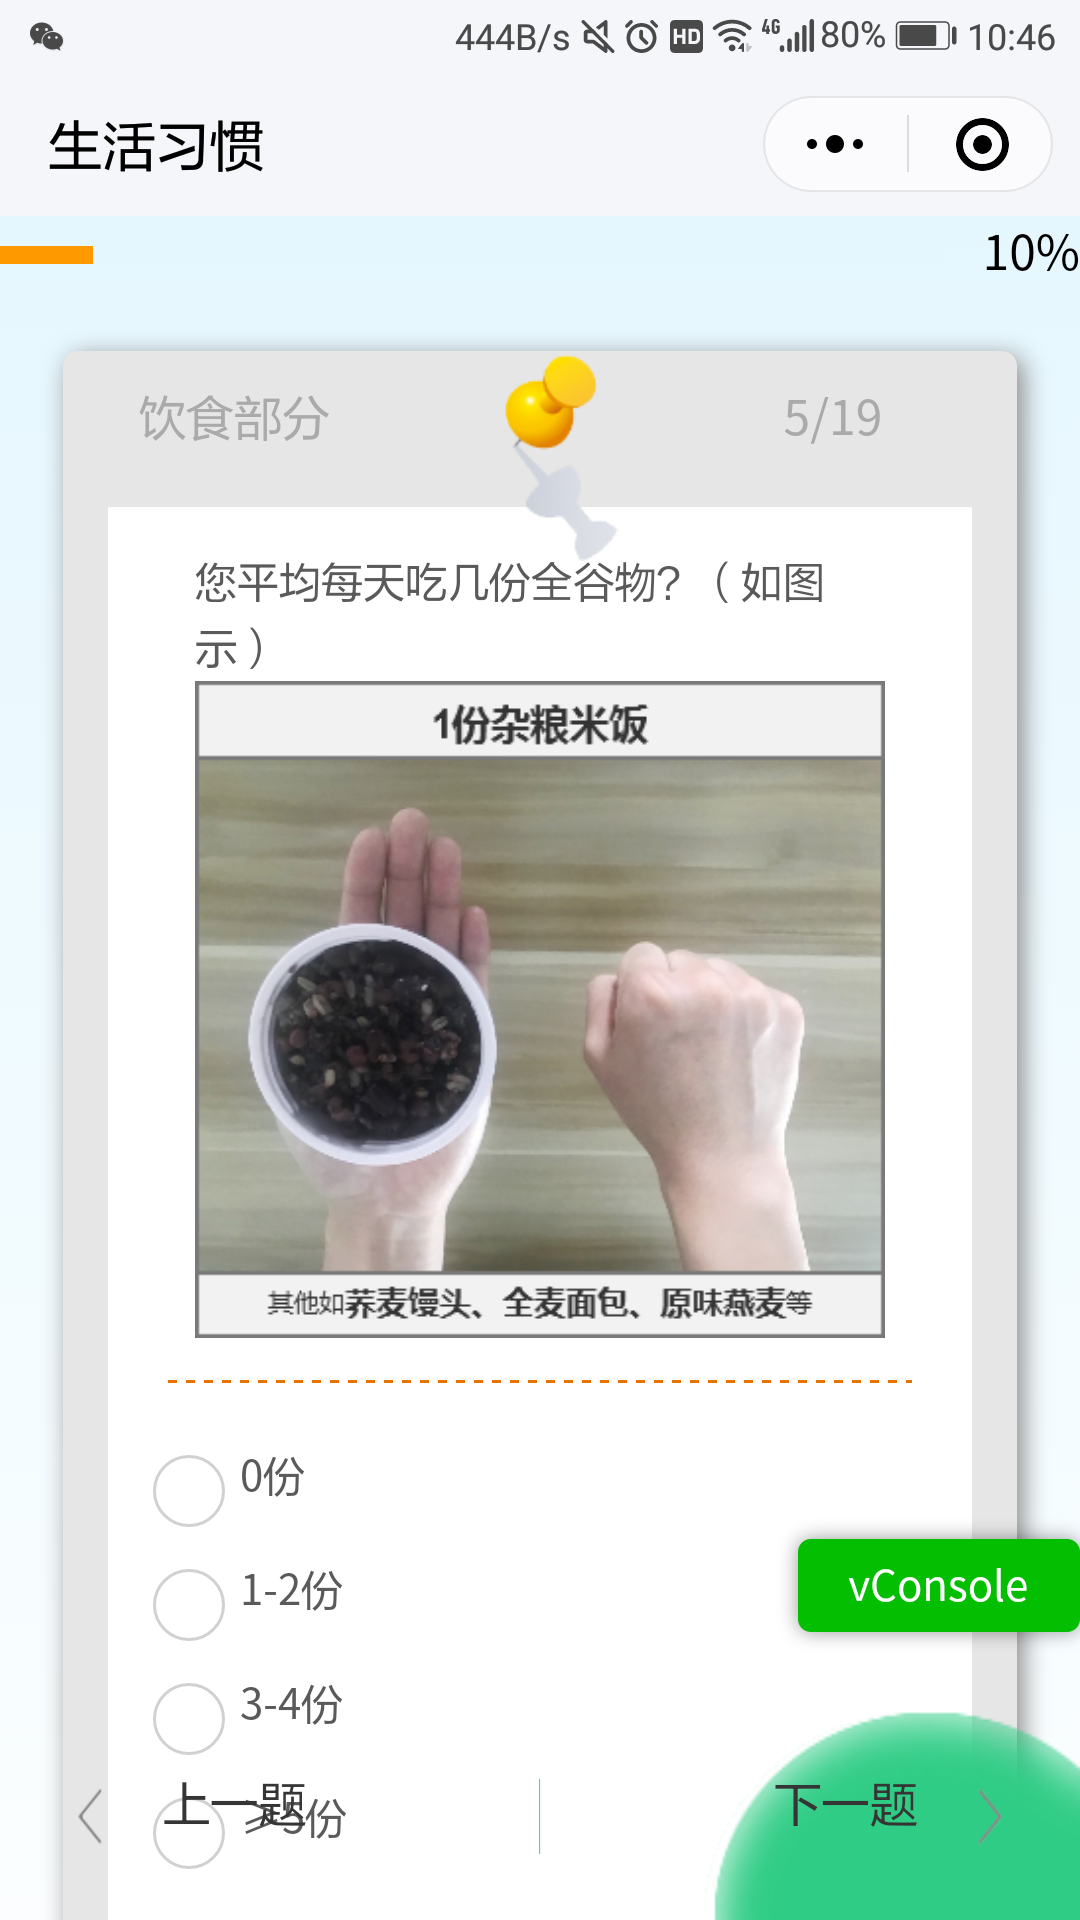 444B/s HD 4G 80% 10:46
生活习惯
10%
饮食部分 5/19
您平均每天吃几份全谷物?（如图
示）
1份杂粮米饭
其他如荞麦馒头、全麦面包、原味燕麦等
0份
1-2份
vConsole
3-4份
上一题 下一题
≥5份